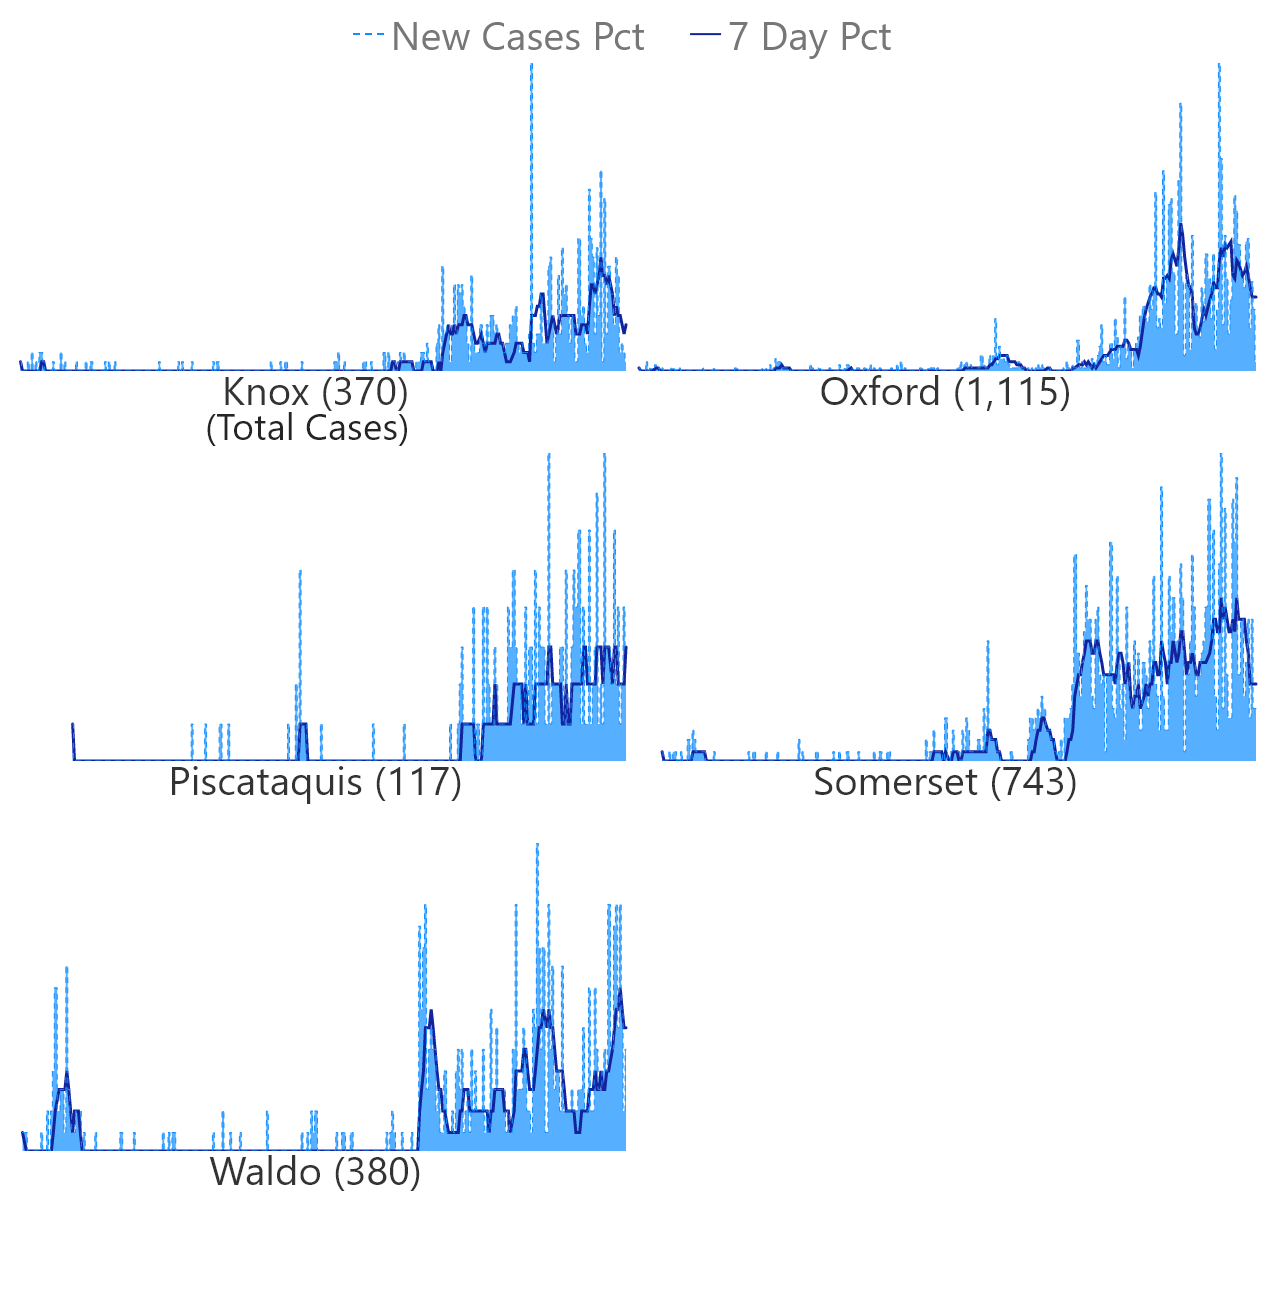 New Cases Pct 7 Day Pct
Knox (370)
(Total Cases)
Oxford (1,115)
Piscataquis (117)
Somerset (743)
Waldo (380)